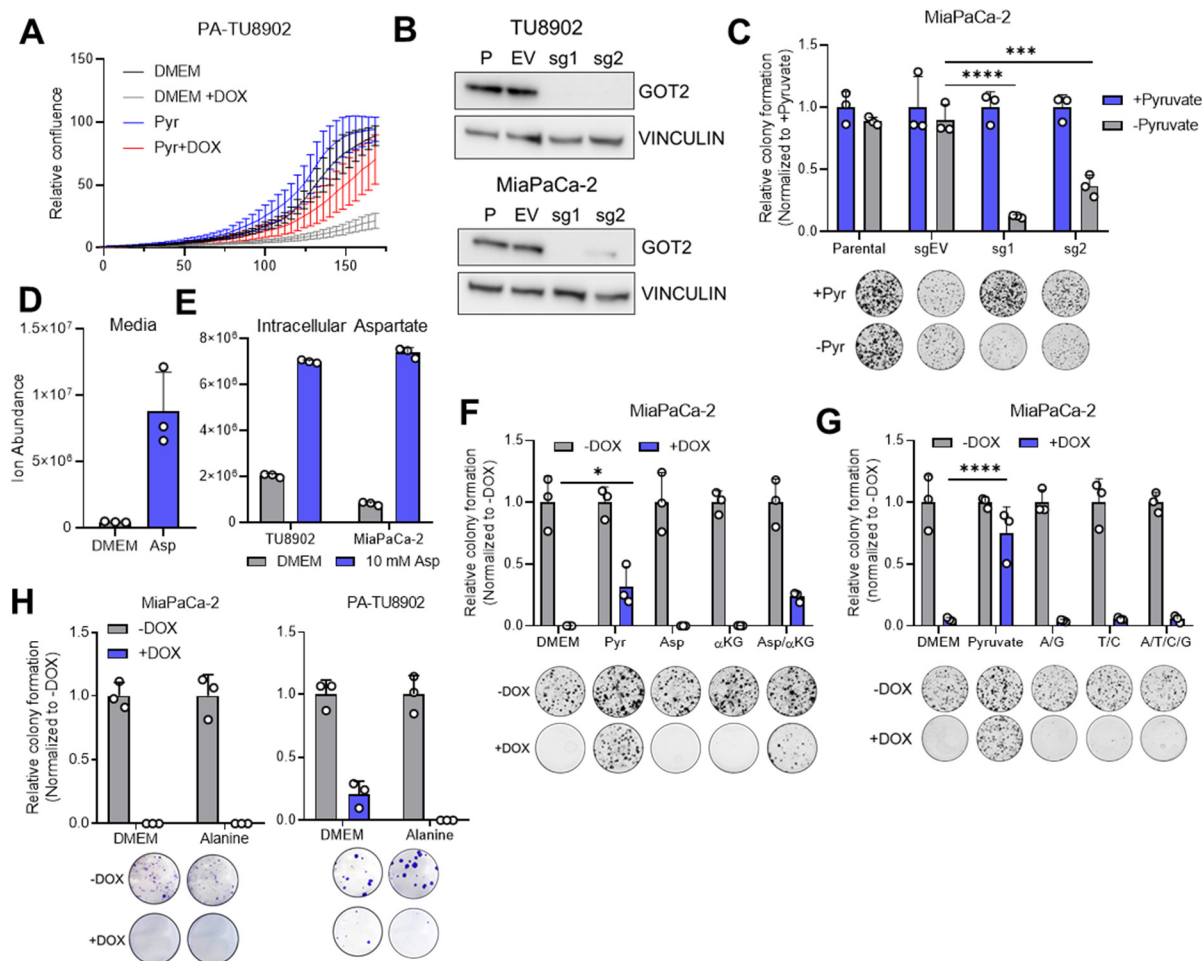 A
PA-TU8902
Relative confluence
150
100
50
0
DMEM
DMEM +DOX
Pyr
Pyr+DOX
0 50 100 150
B
TU8902
P EV sg1 sg2
GOT2
VINCULIN
MiaPaCa-2
P EV sg1 sg2
GOT2
VINCULIN
C
MiaPaCa-2
Relative colony formation
(Normalized to +Pyruvate)
1.5
1.0
0.5
0.0
****
***
+Pyruvate
-Pyruvate
Parental sgEV sg1 sg2
+Pyr
-Pyr
D
Media
Ion Abundance
1.5×10⁷
1×10⁷
5×10⁶
0
DMEM Asp
E
Intracellular Aspartate
8×10⁶
6×10⁶
4×10⁶
2×10⁶
0
TU8902 MiaPaCa-2
DMEM 10 mM Asp
F
MiaPaCa-2
Relative colony formation
(Normalized to -DOX)
1.5
1.0
0.5
0.0
-DOX +DOX
*
DMEM Pyr Asp αKG Asp/αKG
-DOX
+DOX
G
MiaPaCa-2
Relative colony formation
(normalized to -DOX)
1.5
1.0
0.5
0.0
-DOX +DOX
****
DMEM Pyruvate A/G T/C A/T/C/G
-DOX
+DOX
H
MiaPaCa-2
Relative colony formation
(Normalized to -DOX)
1.5
1.0
0.5
0.0
-DOX
+DOX
DMEM Alanine
PA-TU8902
1.5
1.0
0.5
0.0
DMEM Alanine
-DOX
+DOX
-DOX
+DOX